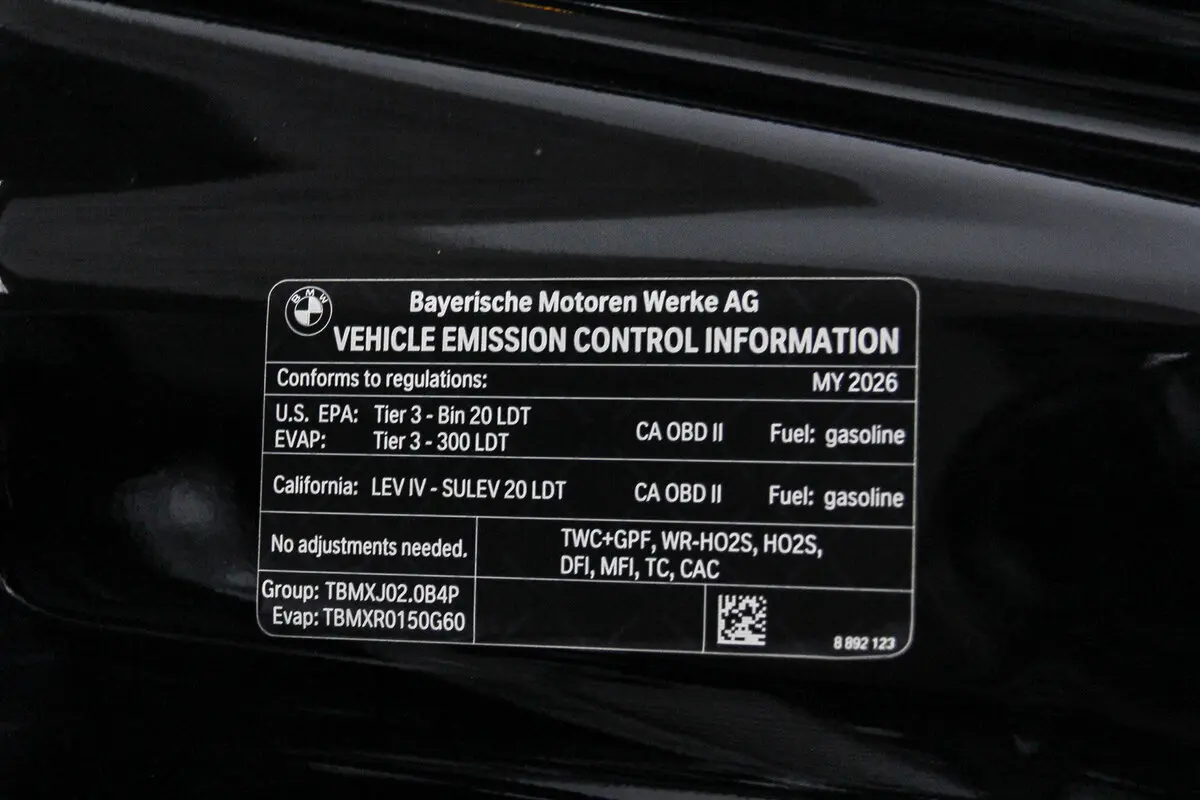 BMW
Bayerische Motoren Werke AG
VEHICLE EMISSION CONTROL INFORMATION
Conforms to regulations: MY 2026
U.S. EPA: Tier 3 - Bin 20 LDT
EVAP: Tier 3 - 300 LDT
CA OBD II Fuel: gasoline
California: LEV IV - SULEV 20 LDT CA OBD II Fuel: gasoline
No adjustments needed.
TWC+GPF, WR-HO2S, HO2S,
DFI, MFI, TC, CAC
Group: TBMXJ02.0B4P
Evap: TBMXR0150G60
8 892 123